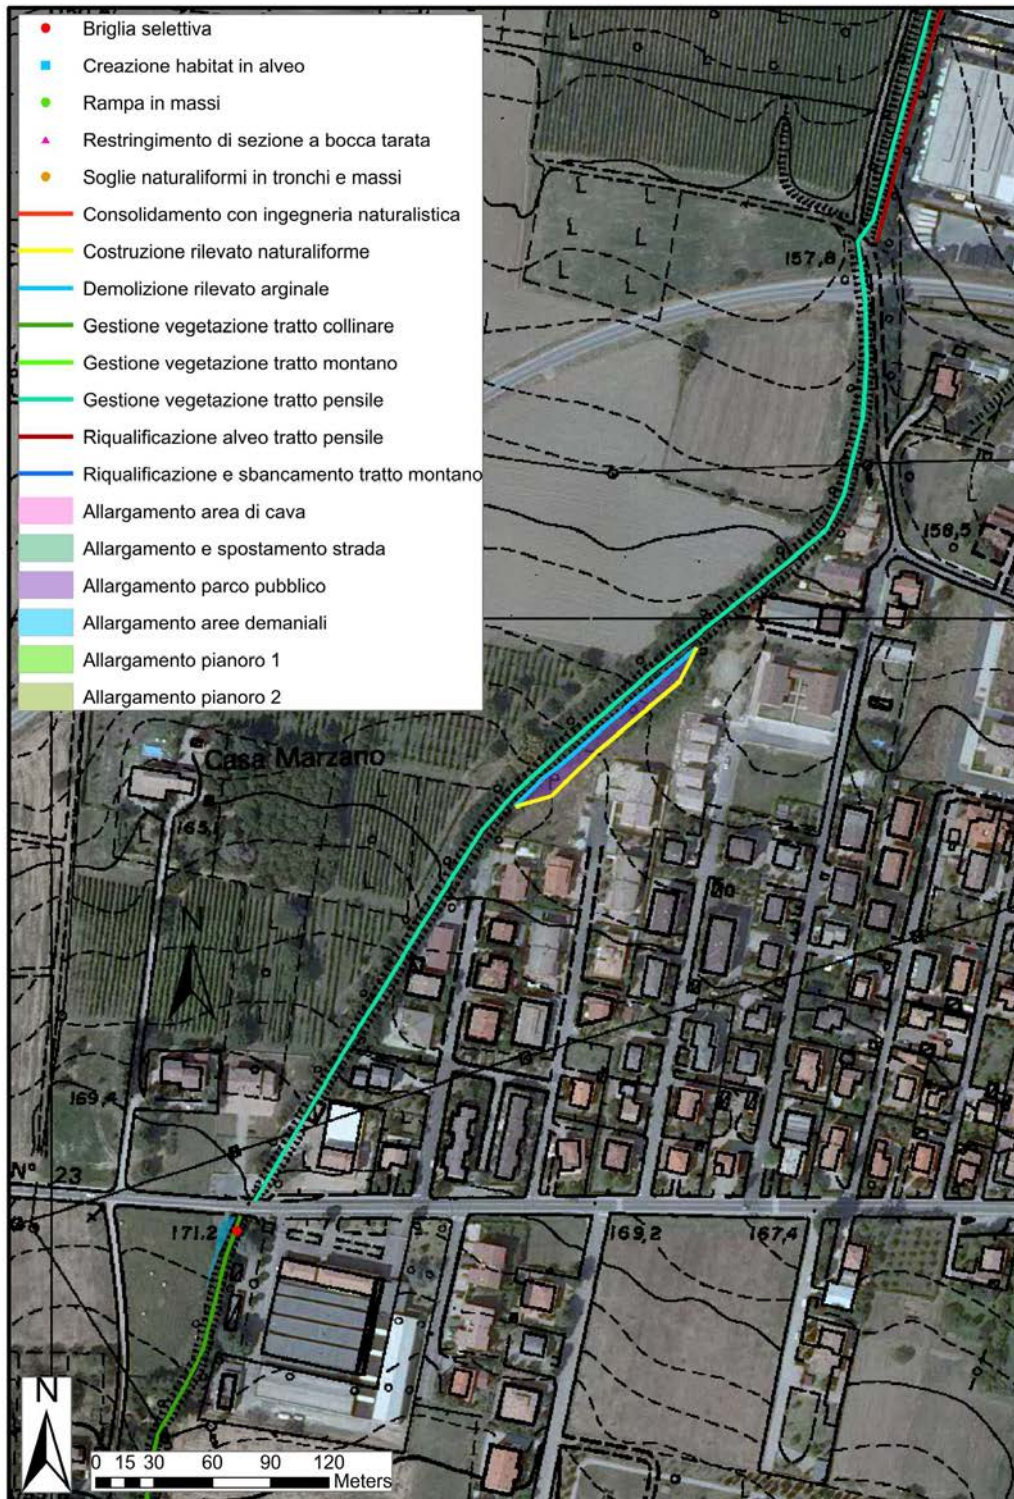 Briglia selettiva
Creazione habitat in alveo
Rampa in massi
Restringimento di sezione a bocca tarata
Soglie naturaliformi in tronchi e massi
Consolidamento con ingegneria naturalistica
Costruzione rilevato naturaliforme
Demolizione rilevato arginale
Gestione vegetazione tratto collinare
Gestione vegetazione tratto montano
Gestione vegetazione tratto pensile
Riqualificazione alveo tratto pensile
Riqualificazione e sbancamento tratto montano
Allargamento area di cava
Allargamento e spostamento strada
Allargamento parco pubblico
Allargamento aree demaniali
Allargamento pianoro 1
Allargamento pianoro 2
157,8
158,5
Casa Marzano
165,1
N
169,4
N° 23
171.2
169,2
167,4
N
0 15 30 60 90 120
Meters